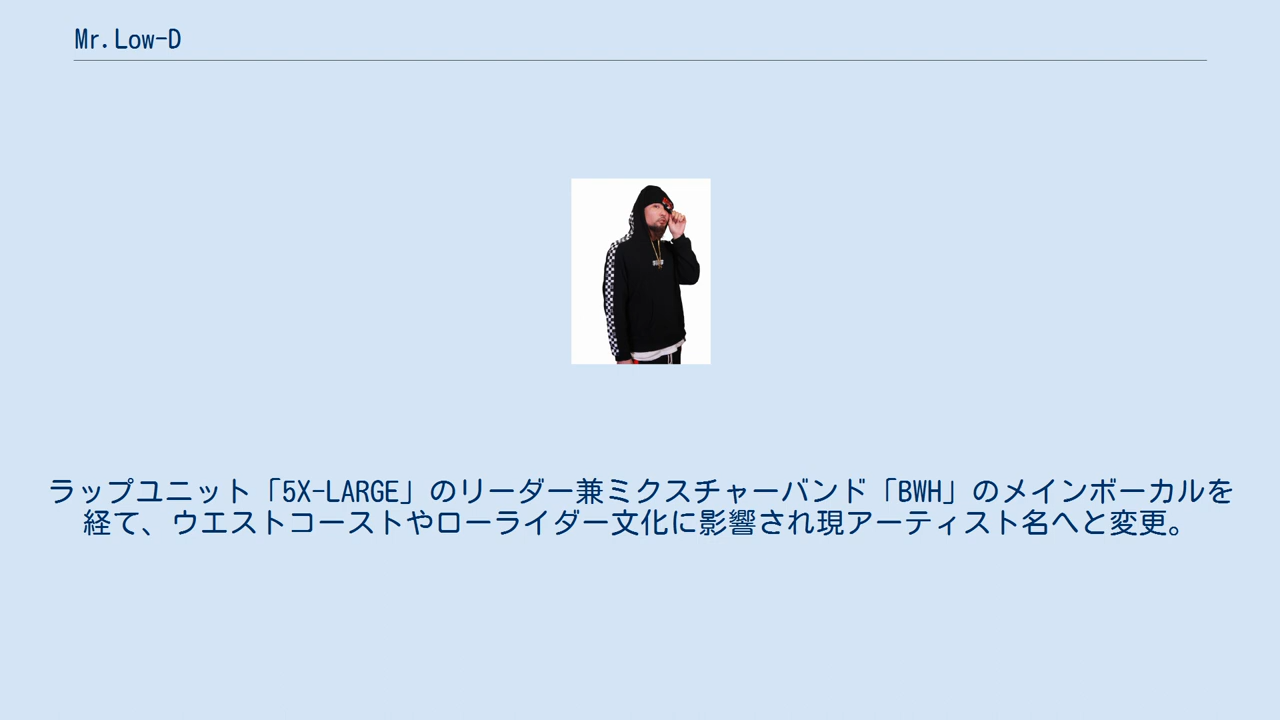 Mr.Low-D
ラップユニット「5X-LARGE」のリーダー兼ミクスチャーバンド「BWH」のメインボーカルを
経て、ウエストコーストやローライダー文化に影響され現アーティスト名へと変更。